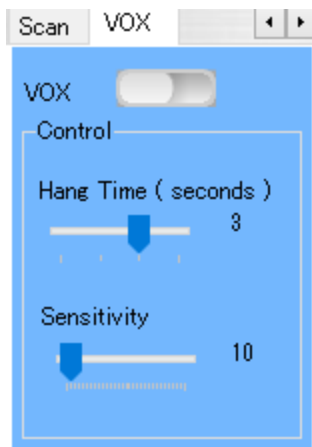 Scan VOX
VOX
Control
Hang Time ( seconds )
3
Sensitivity
10